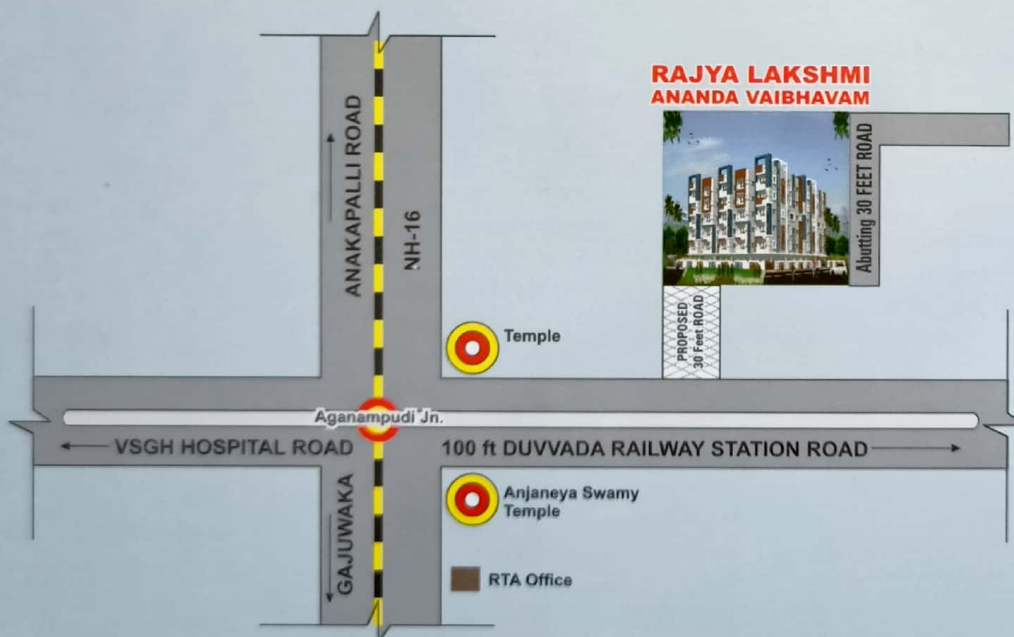 RAJYA LAKSHMI
ANANDA VAIBHAVAM
ANAKAPALLI ROAD
NH-16
Abutting 30 FEET ROAD
PROPOSED
30 Feet ROAD
Temple
Aganampudi Jn.
VSGH HOSPITAL ROAD
100 ft DUVVADA RAILWAY STATION ROAD
GAJUWAKA
Anjaneya Swamy
Temple
RTA Office